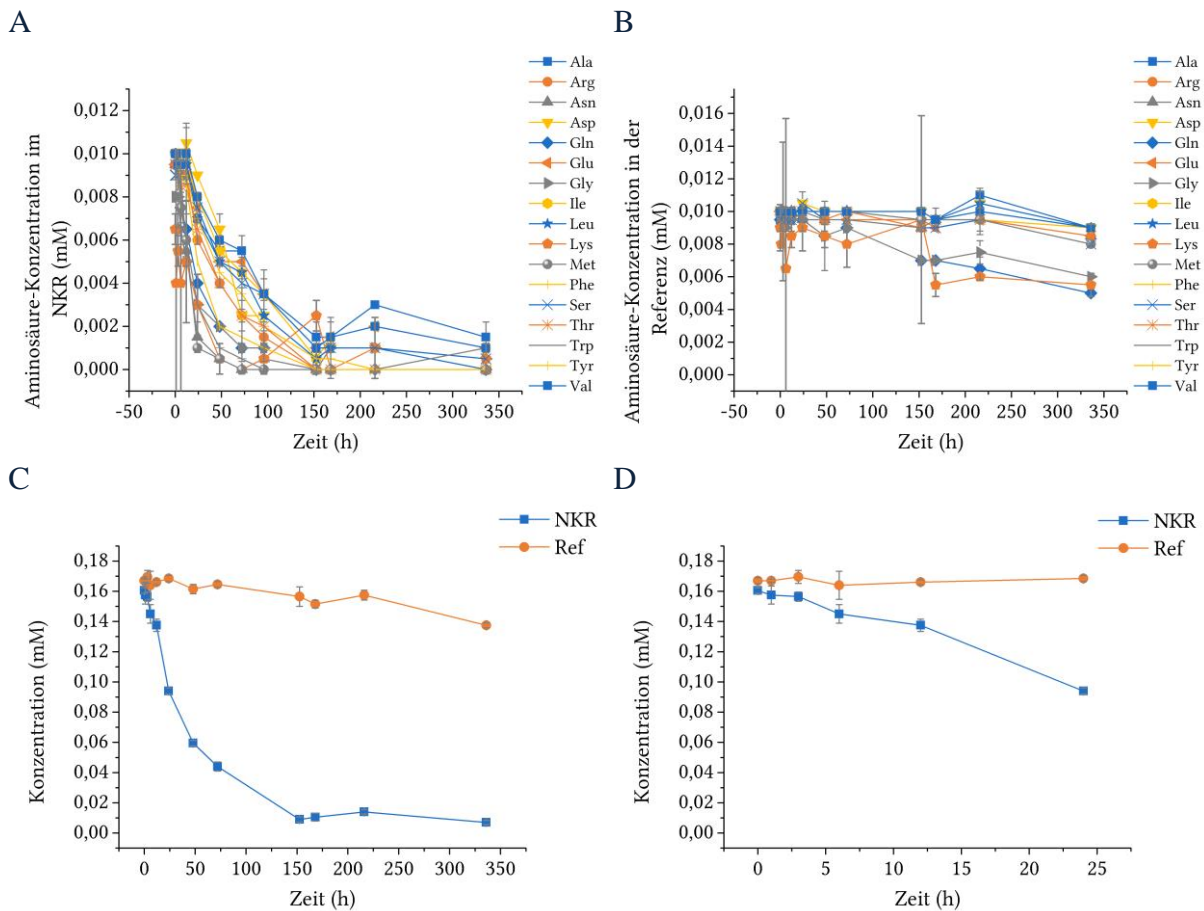 A
Aminosäure-Konzentration im
NKR (mM)
0,012
0,010
0,008
0,006
0,004
0,002
0,000
-50
0
50
100
150
200
250
300
350
Zeit (h)
Ala
Arg
Asn
Asp
Gln
Glu
Gly
Ile
Leu
Lys
Met
Phe
Ser
Thr
Trp
Tyr
Val
B
Aminosäure-Konzentration in der
Referenz (mM)
0,016
0,014
0,012
0,010
0,008
0,006
0,004
0,002
0,000
-50
0
50
100
150
200
250
300
350
Zeit (h)
Ala
Arg
Asn
Asp
Gln
Glu
Gly
Ile
Leu
Lys
Met
Phe
Ser
Thr
Trp
Tyr
Val
C
NKR
Ref
Konzentration (mM)
0,18
0,16
0,14
0,12
0,10
0,08
0,06
0,04
0,02
0,00
0
50
100
150
200
250
300
350
Zeit (h)
D
NKR
Ref
Konzentration (mM)
0,18
0,16
0,14
0,12
0,10
0,08
0,06
0,04
0,02
0,00
0
5
10
15
20
25
Zeit (h)